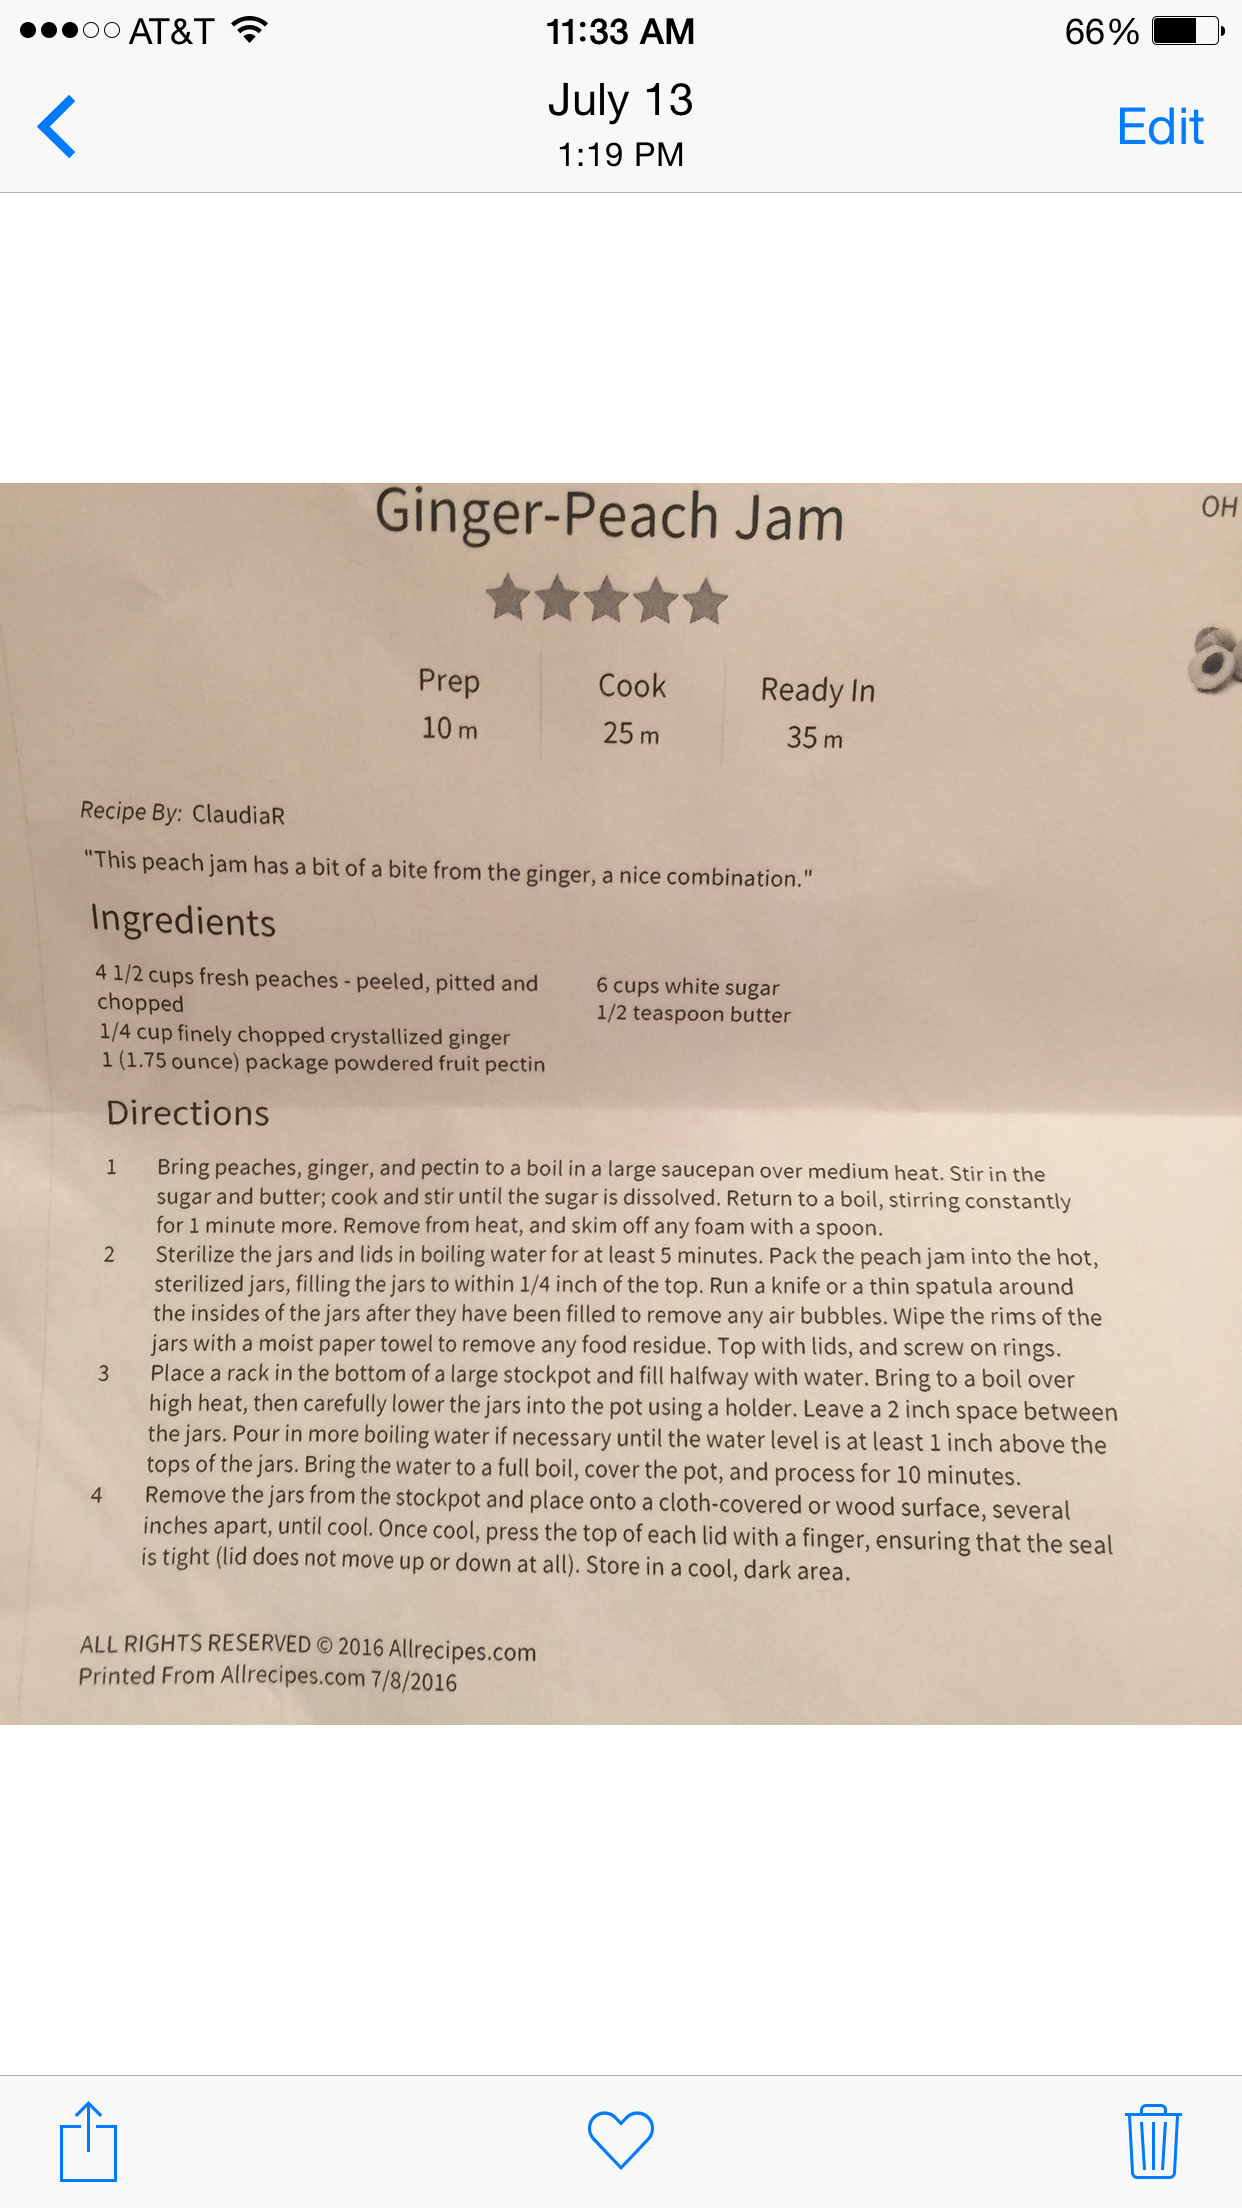 AT&T 11:33 AM 66%
July 13
1:19 PM
Edit
Ginger-Peach Jam
OH
Prep
10 m
Cook
25 m
Ready In
35 m
Recipe By: ClaudiaR
"This peach jam has a bit of a bite from the ginger, a nice combination."
Ingredients
4 1/2 cups fresh peaches - peeled, pitted and
chopped
1/4 cup finely chopped crystallized ginger
1 (1.75 ounce) package powdered fruit pectin
6 cups white sugar
1/2 teaspoon butter
Directions
1 Bring peaches, ginger, and pectin to a boil in a large saucepan over medium heat. Stir in the
sugar and butter; cook and stir until the sugar is dissolved. Return to a boil, stirring constantly
for 1 minute more. Remove from heat, and skim off any foam with a spoon.
2 Sterilize the jars and lids in boiling water for at least 5 minutes. Pack the peach jam into the hot,
sterilized jars, filling the jars to within 1/4 inch of the top. Run a knife or a thin spatula around
the insides of the jars after they have been filled to remove any air bubbles. Wipe the rims of the
jars with a moist paper towel to remove any food residue. Top with lids, and screw on rings.
3 Place a rack in the bottom of a large stockpot and fill halfway with water. Bring to a boil over
high heat, then carefully lower the jars into the pot using a holder. Leave a 2 inch space between
the jars. Pour in more boiling water if necessary until the water level is at least 1 inch above the
tops of the jars. Bring the water to a full boil, cover the pot, and process for 10 minutes.
4 Remove the jars from the stockpot and place onto a cloth-covered or wood surface, several
inches apart, until cool. Once cool, press the top of each lid with a finger, ensuring that the seal
is tight (lid does not move up or down at all). Store in a cool, dark area.
ALL RIGHTS RESERVED © 2016 Allrecipes.com
Printed From Allrecipes.com 7/8/2016